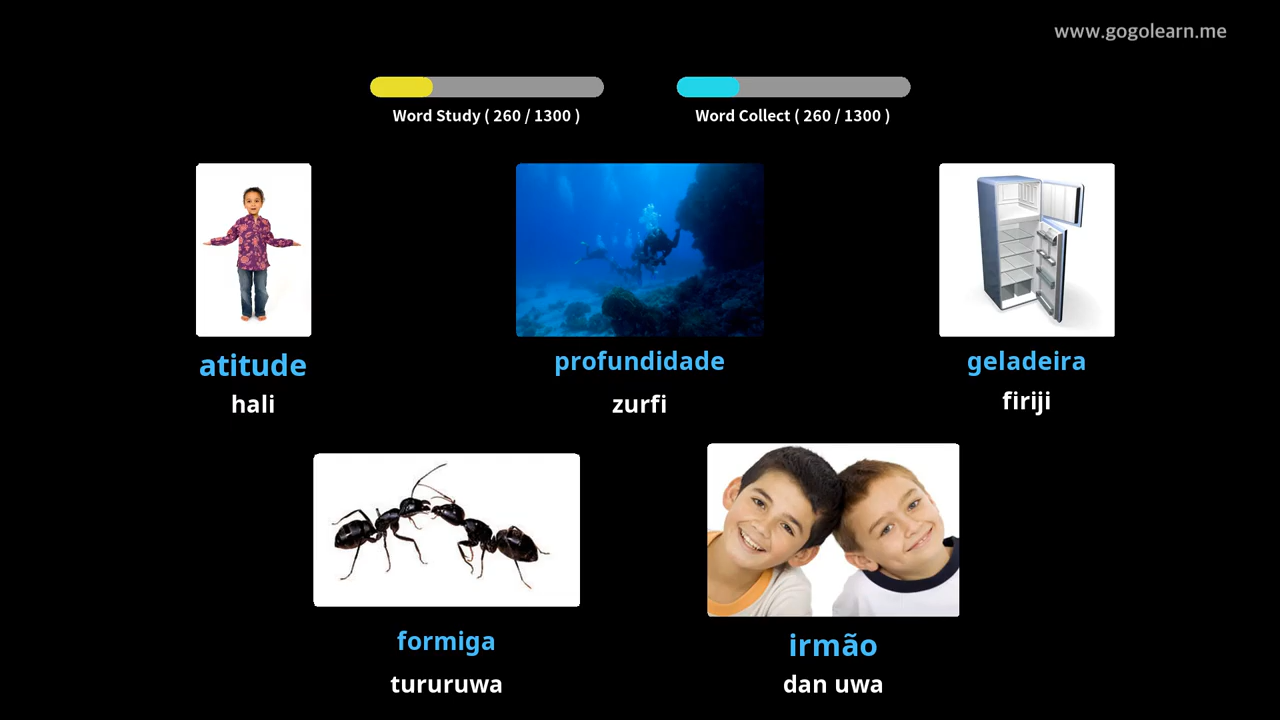 www.gogolearn.me
Word Study ( 260 / 1300 )
Word Collect ( 260 / 1300 )
atitude
hali
profundidade
zurfi
geladeira
firiji
formiga
tururuwa
irmão
dan uwa